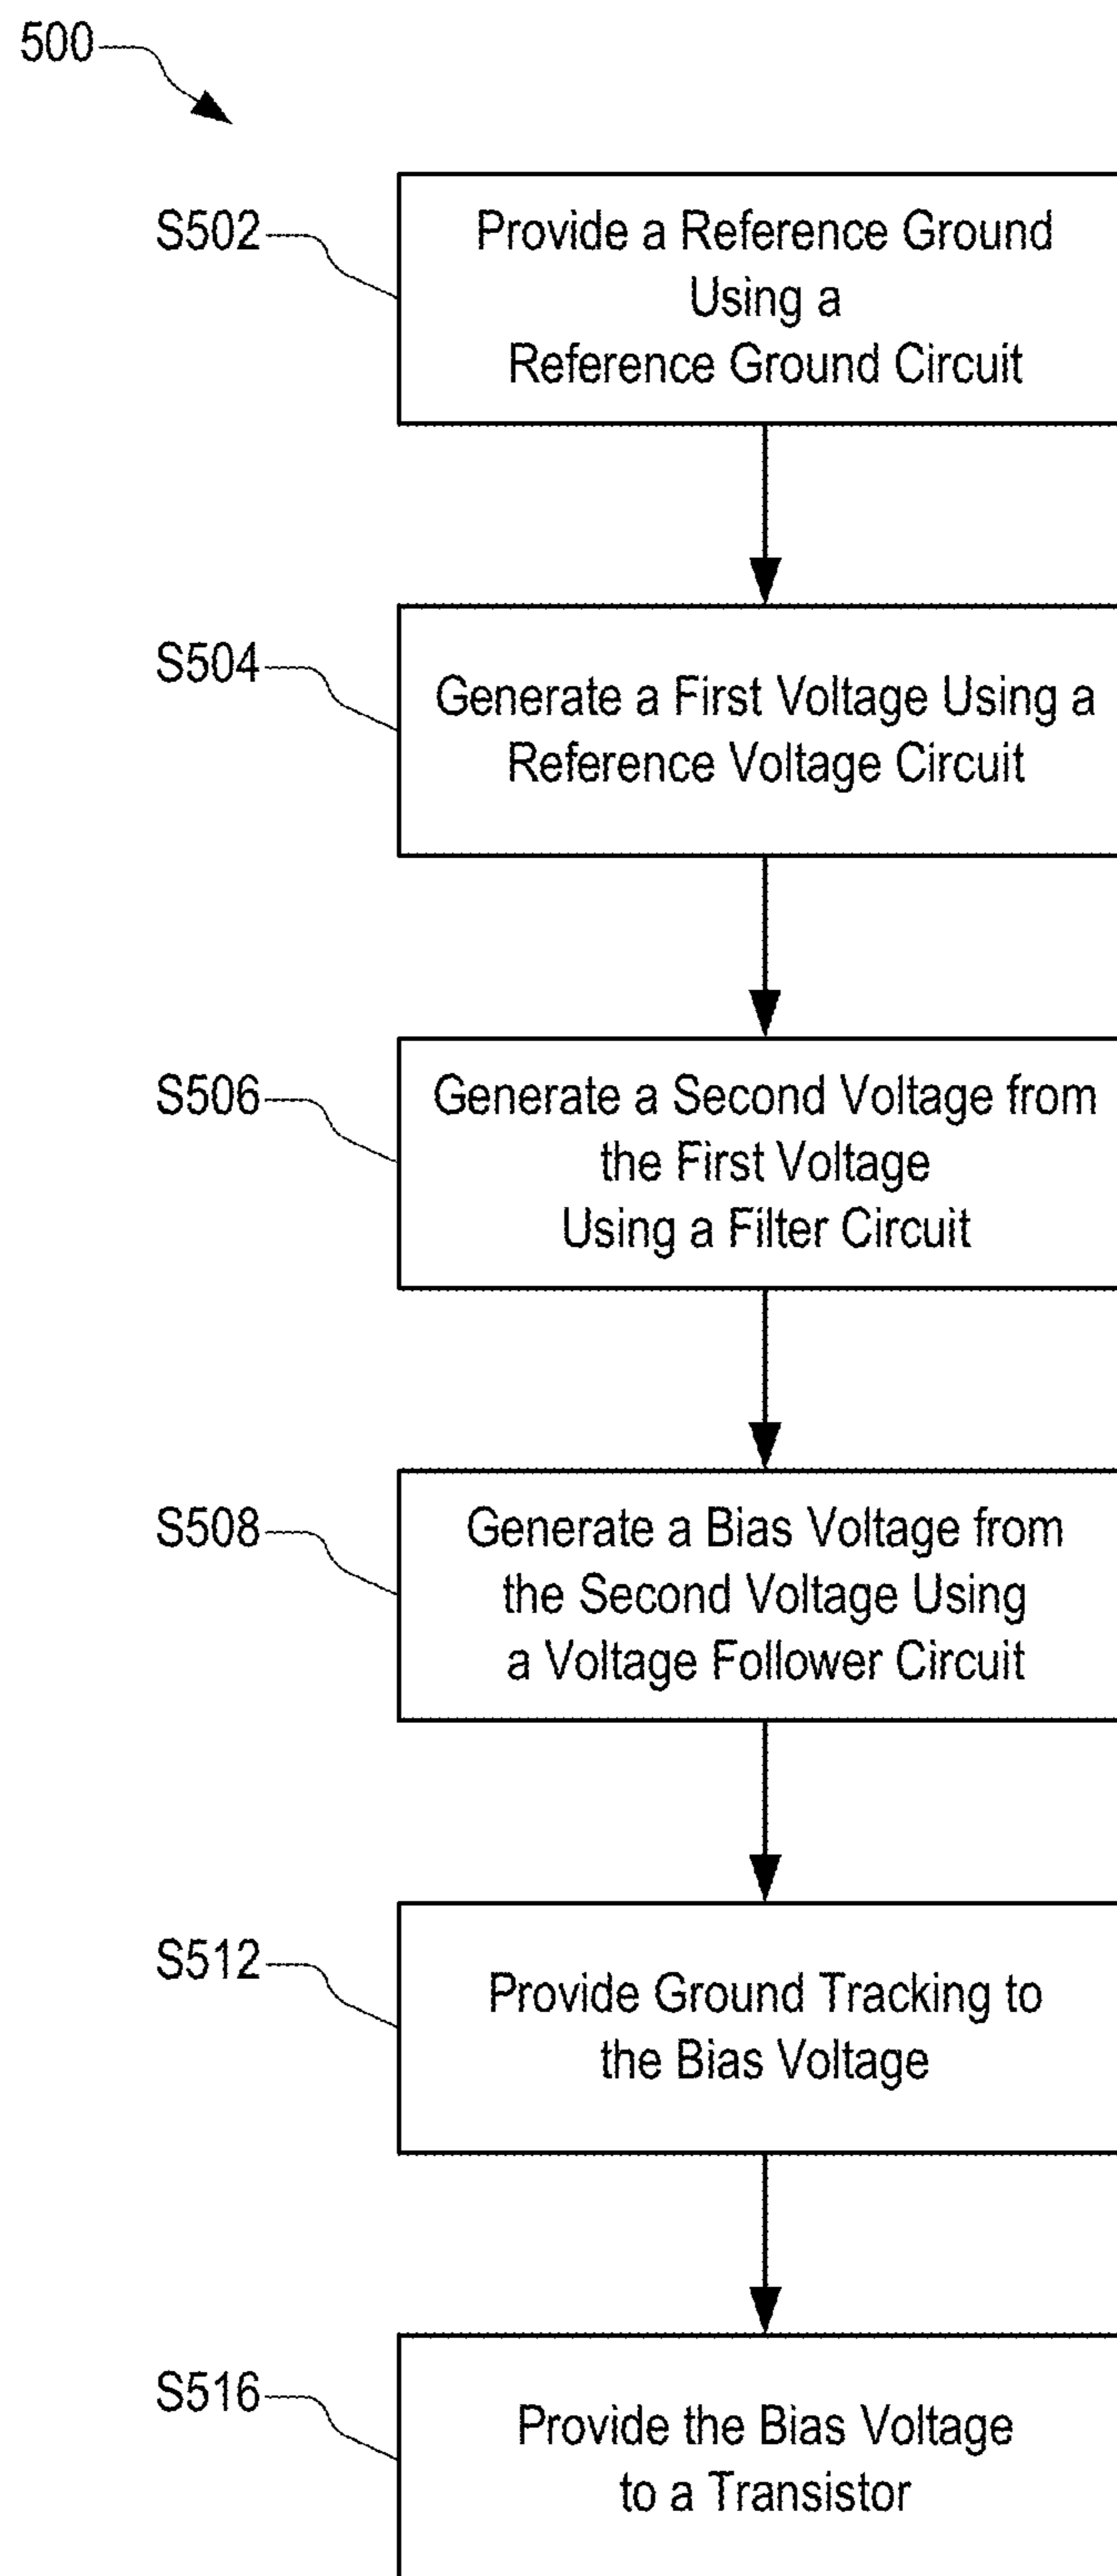 500
S502
Provide a Reference Ground
Using a
Reference Ground Circuit
S504
Generate a First Voltage Using a
Reference Voltage Circuit
S506
Generate a Second Voltage from
the First Voltage
Using a Filter Circuit
S508
Generate a Bias Voltage from
the Second Voltage Using
a Voltage Follower Circuit
S512
Provide Ground Tracking to
the Bias Voltage
S516
Provide the Bias Voltage
to a Transistor